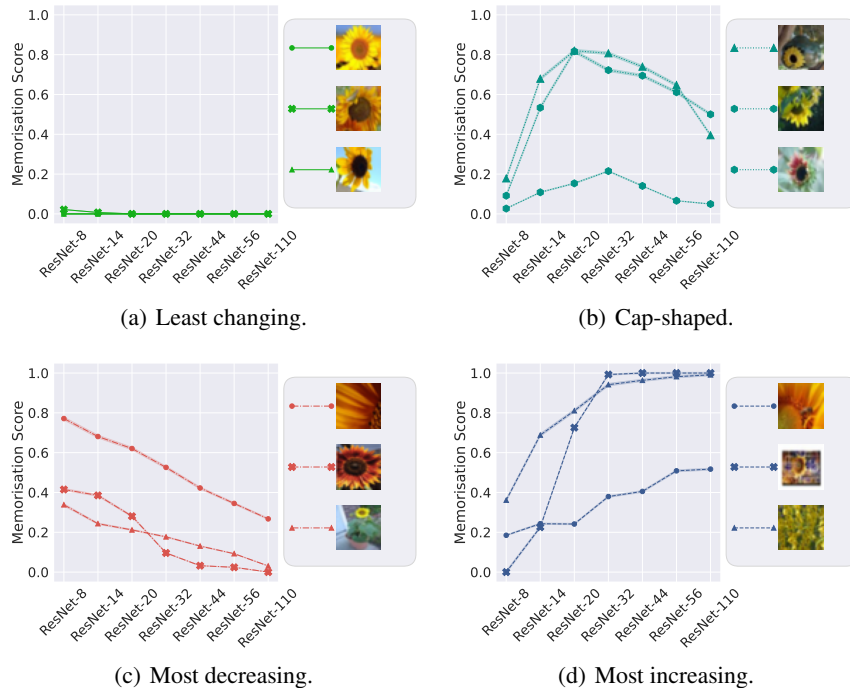 Memorisation Score
1.0
0.8
0.6
0.4
0.2
0.0
ResNet-8
ResNet-14
ResNet-20
ResNet-32
ResNet-44
ResNet-56
ResNet-110
(a) Least changing.
Memorisation Score
1.0
0.8
0.6
0.4
0.2
0.0
ResNet-8
ResNet-14
ResNet-20
ResNet-32
ResNet-44
ResNet-56
ResNet-110
(b) Cap-shaped.
Memorisation Score
1.0
0.8
0.6
0.4
0.2
0.0
ResNet-8
ResNet-14
ResNet-20
ResNet-32
ResNet-44
ResNet-56
ResNet-110
(c) Most decreasing.
Memorisation Score
1.0
0.8
0.6
0.4
0.2
0.0
ResNet-8
ResNet-14
ResNet-20
ResNet-32
ResNet-44
ResNet-56
ResNet-110
(d) Most increasing.